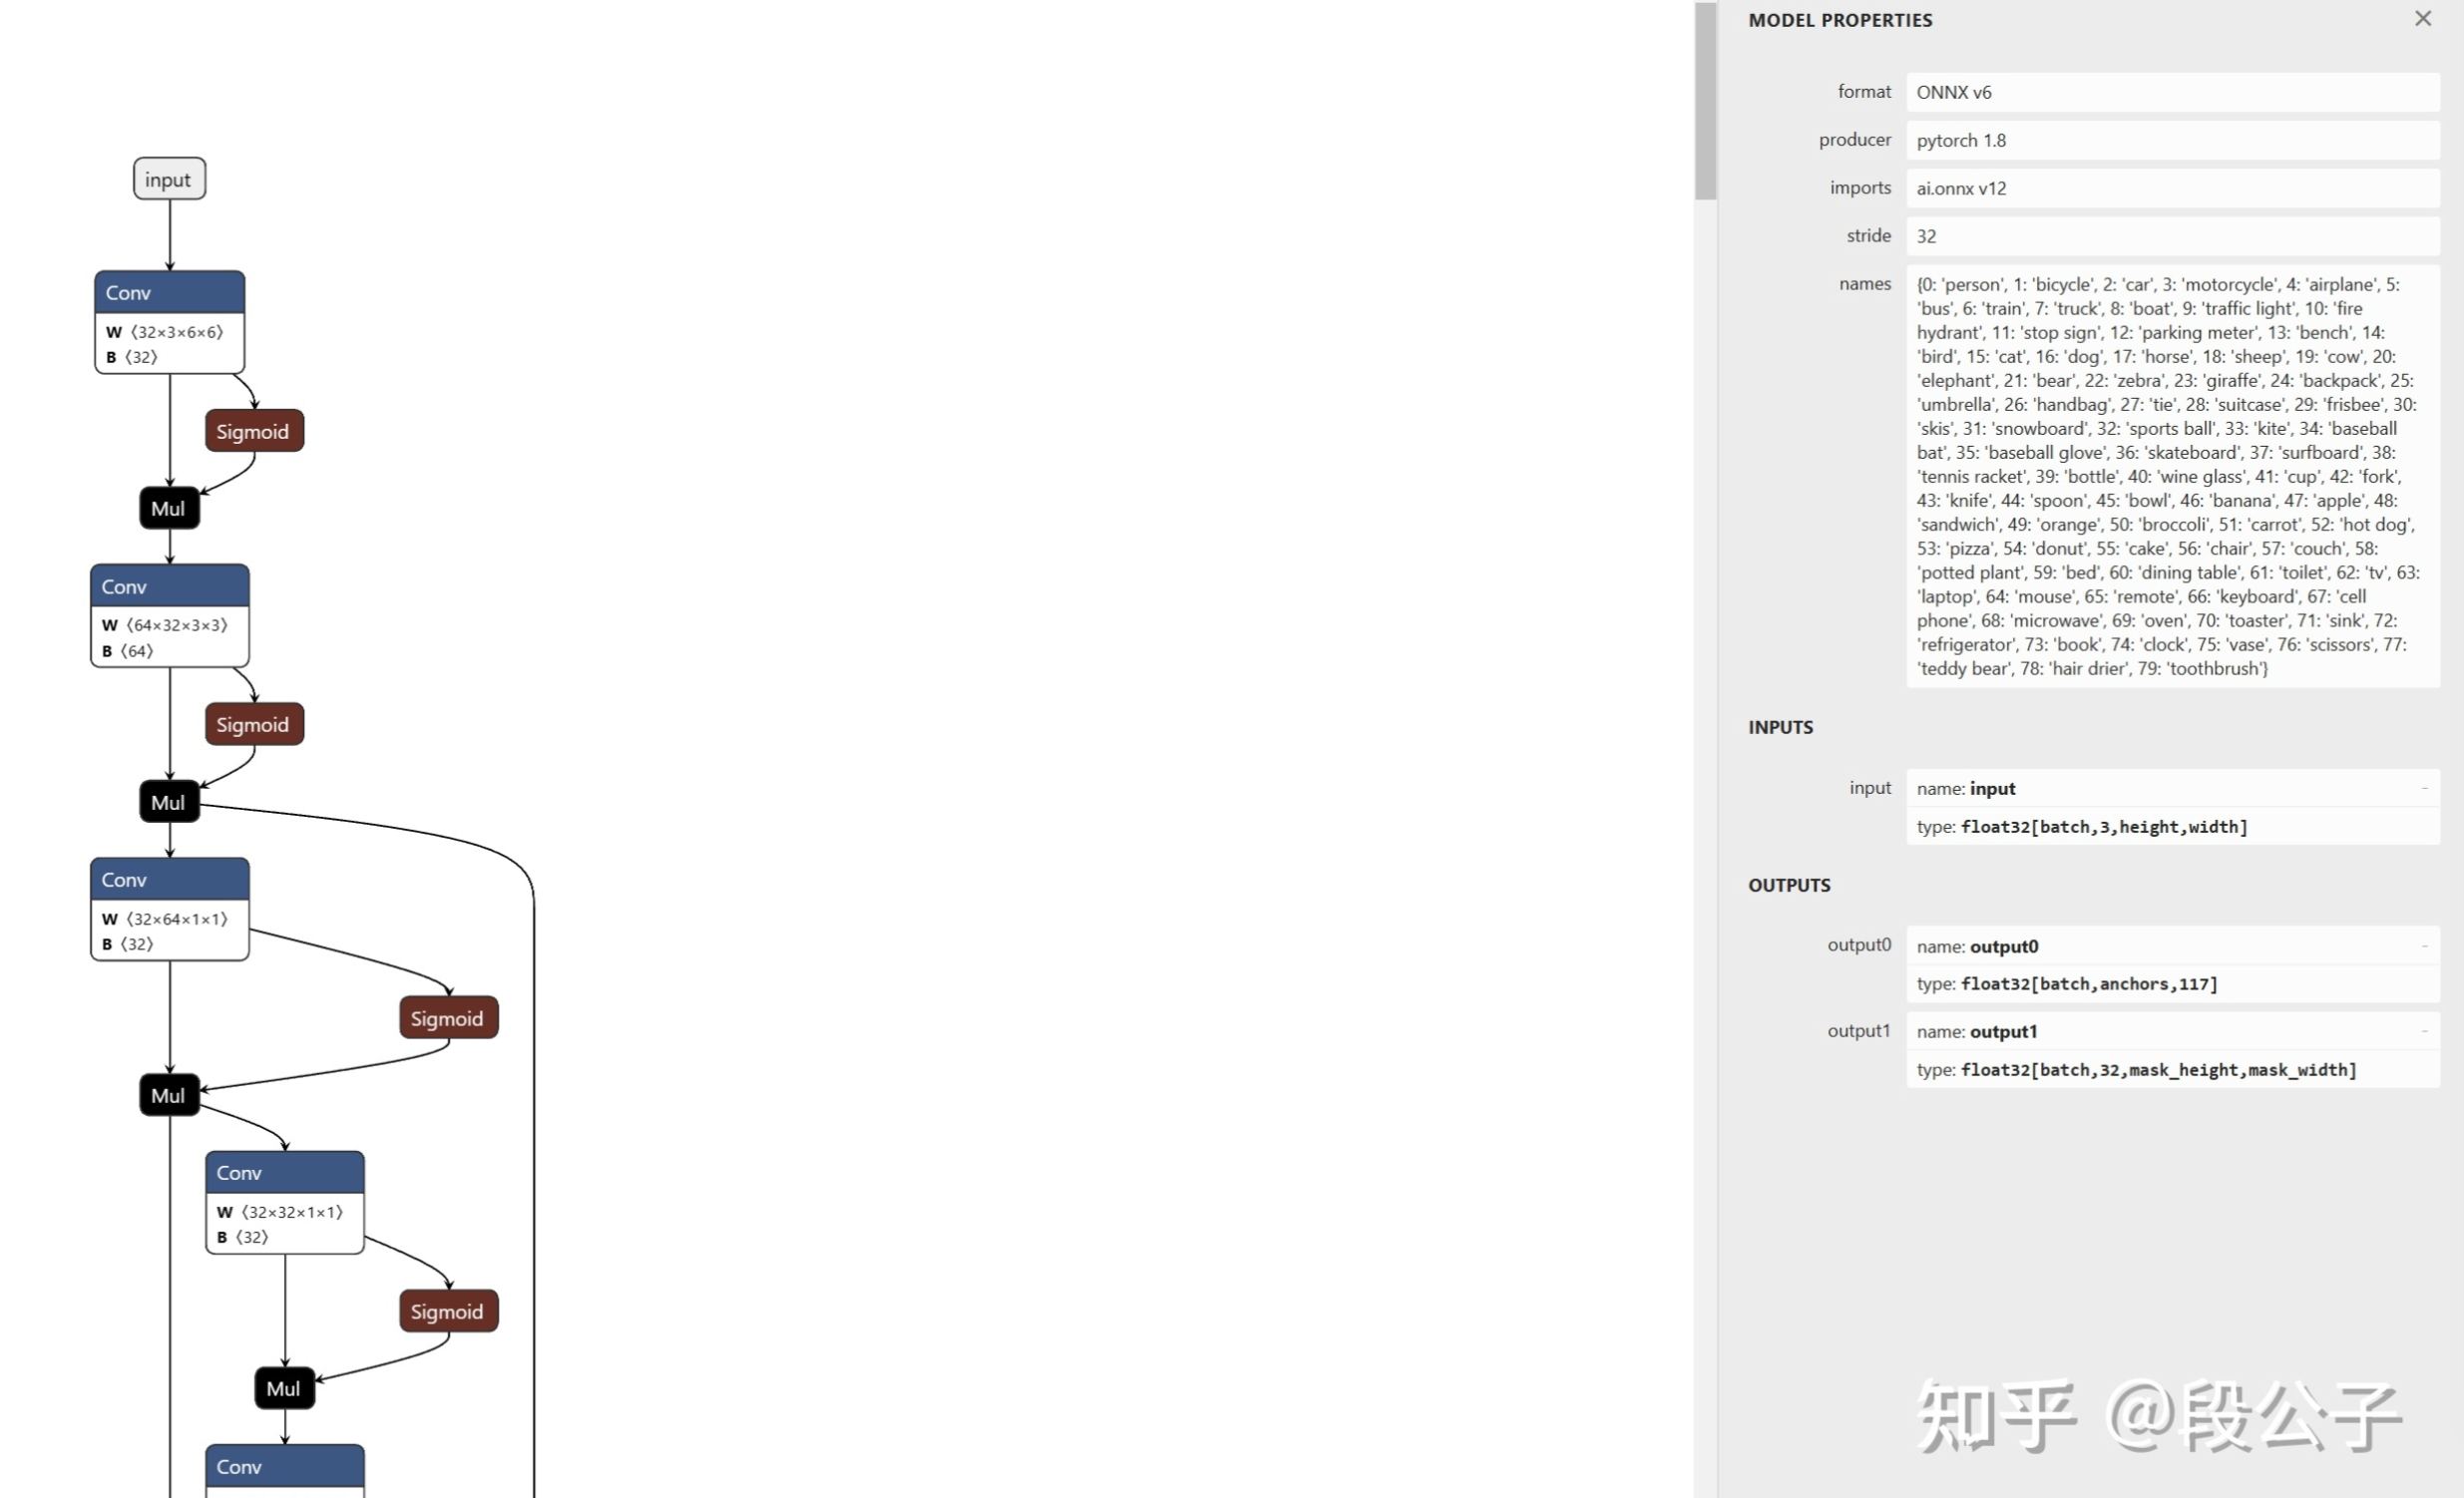 input
Conv
W 〈32×3×6×6〉
B 〈32〉
Sigmoid
Mul
Conv
W 〈64×32×3×3〉
B 〈64〉
Sigmoid
Mul
Conv
W 〈32×64×1×1〉
B 〈32〉
Sigmoid
Mul
Conv
W 〈32×32×1×1〉
B 〈32〉
Sigmoid
Mul
Conv
MODEL PROPERTIES
format ONNX v6
producer pytorch 1.8
imports ai.onnx v12
stride 32
names {0: 'person', 1: 'bicycle', 2: 'car', 3: 'motorcycle', 4: 'airplane', 5:
'bus', 6: 'train', 7: 'truck', 8: 'boat', 9: 'traffic light', 10: 'fire
hydrant', 11: 'stop sign', 12: 'parking meter', 13: 'bench', 14:
'bird', 15: 'cat', 16: 'dog', 17: 'horse', 18: 'sheep', 19: 'cow', 20:
'elephant', 21: 'bear', 22: 'zebra', 23: 'giraffe', 24: 'backpack', 25:
'umbrella', 26: 'handbag', 27: 'tie', 28: 'suitcase', 29: 'frisbee', 30:
'skis', 31: 'snowboard', 32: 'sports ball', 33: 'kite', 34: 'baseball
bat', 35: 'baseball glove', 36: 'skateboard', 37: 'surfboard', 38:
'tennis racket', 39: 'bottle', 40: 'wine glass', 41: 'cup', 42: 'fork',
43: 'knife', 44: 'spoon', 45: 'bowl', 46: 'banana', 47: 'apple', 48:
'sandwich', 49: 'orange', 50: 'broccoli', 51: 'carrot', 52: 'hot dog',
53: 'pizza', 54: 'donut', 55: 'cake', 56: 'chair', 57: 'couch', 58:
'potted plant', 59: 'bed', 60: 'dining table', 61: 'toilet', 62: 'tv', 63:
'laptop', 64: 'mouse', 65: 'remote', 66: 'keyboard', 67: 'cell
phone', 68: 'microwave', 69: 'oven', 70: 'toaster', 71: 'sink', 72:
'refrigerator', 73: 'book', 74: 'clock', 75: 'vase', 76: 'scissors', 77:
'teddy bear', 78: 'hair drier', 79: 'toothbrush'}
INPUTS
input name: input -
type: float32[batch,3,height,width]
OUTPUTS
output0 name: output0 -
type: float32[batch,anchors,117]
output1 name: output1 -
type: float32[batch,32,mask_height,mask_width]
知乎 @段公子